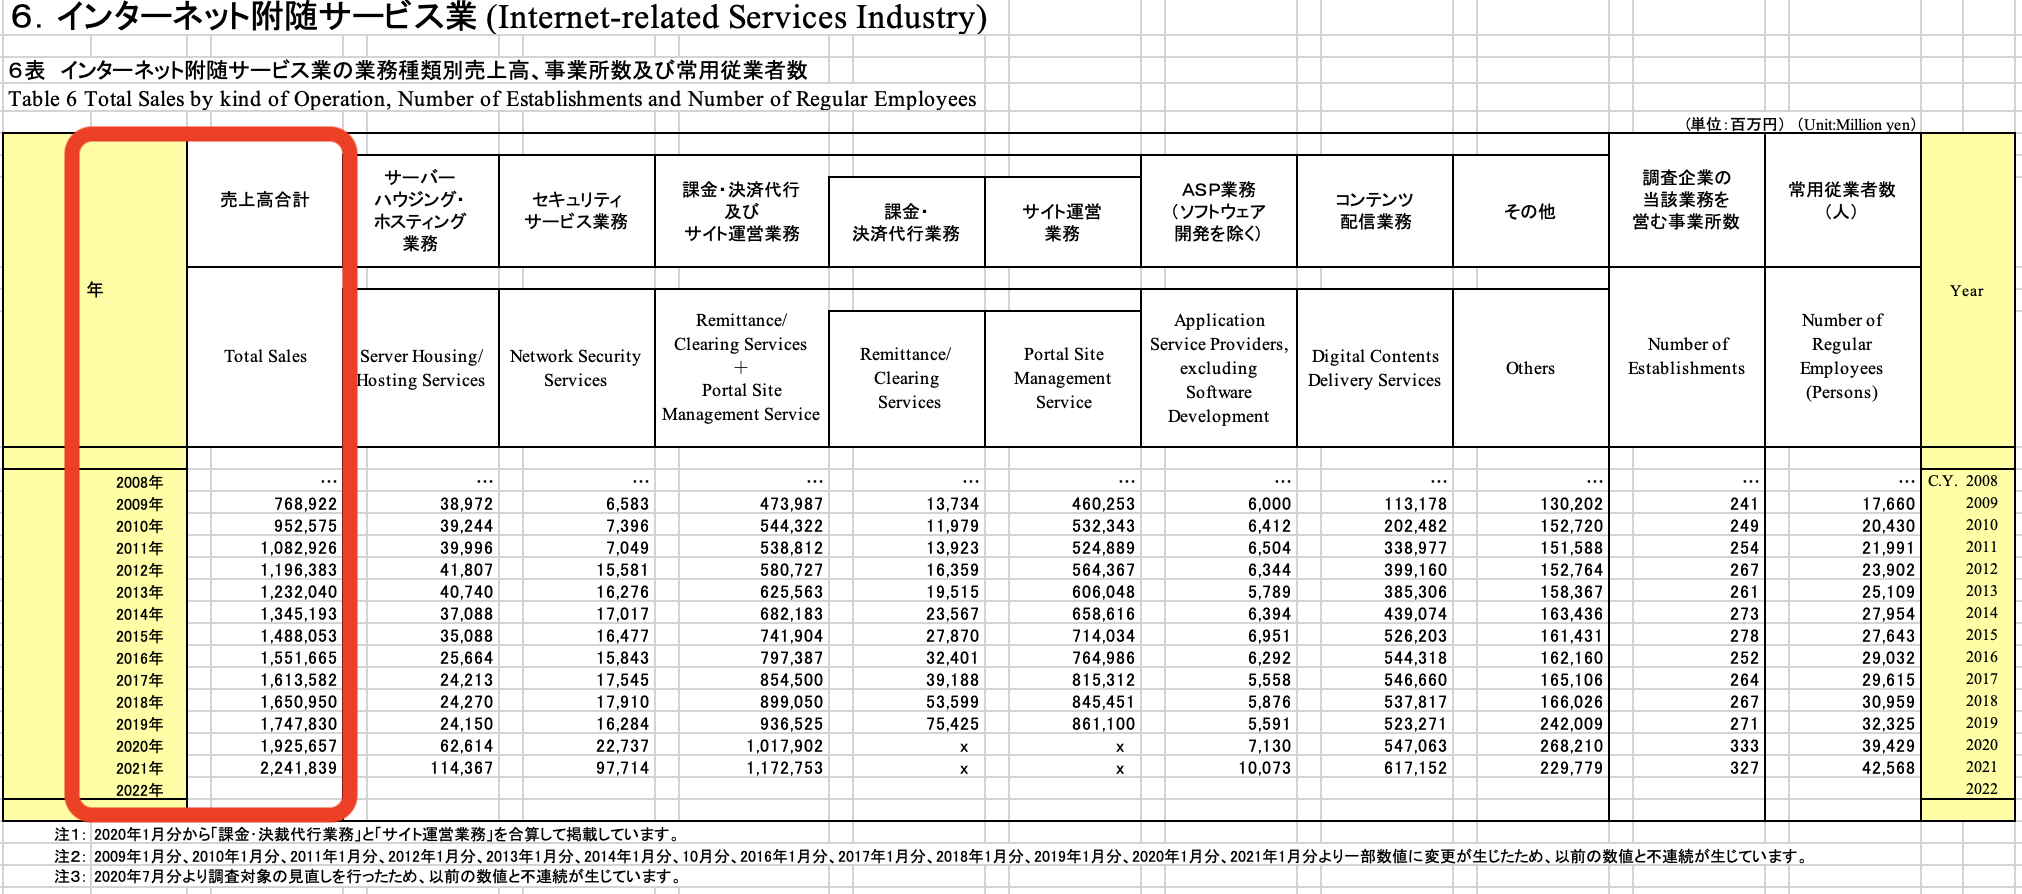 ６．インターネット附随サービス業 (Internet-related Services Industry)
６表　インターネット附随サービス業の業務種類別売上高、事業所数及び常用従業者数
Table 6 Total Sales by kind of Operation, Number of Establishments and Number of Regular Employees
（単位：百万円）（Unit:Million yen）
年
売上高合計
サーバー
ハウジング・
ホスティング
業務
セキュリティ
サービス業務
課金・決済代行
及び
サイト運営業務
課金・
決済代行業務
サイト運営
業務
ＡＳＰ業務
（ソフトウェア
開発を除く）
コンテンツ
配信業務
その他
調査企業の
当該業務を
営む事業所数
常用従業者数
（人）
Year
Total Sales
Server Housing/
Hosting Services
Network Security
Services
Remittance/
Clearing Services
＋
Portal Site
Management Service
Remittance/
Clearing
Services
Portal Site
Management
Service
Application
Service Providers,
excluding
Software
Development
Digital Contents
Delivery Services
Others
Number of
Establishments
Number of
Regular
Employees
(Persons)
2008年 … … … … … … … … … … … C.Y. 2008
2009年 768,922 38,972 6,583 473,987 13,734 460,253 6,000 113,178 130,202 241 17,660 2009
2010年 952,575 39,244 7,396 544,322 11,979 532,343 6,412 202,482 152,720 249 20,430 2010
2011年 1,082,926 39,996 7,049 538,812 13,923 524,889 6,504 338,977 151,588 254 21,991 2011
2012年 1,196,383 41,807 15,581 580,727 16,359 564,367 6,344 399,160 152,764 267 23,902 2012
2013年 1,232,040 40,740 16,276 625,563 19,515 606,048 5,789 385,306 158,367 261 25,109 2013
2014年 1,345,193 37,088 17,017 682,183 23,567 658,616 6,394 439,074 163,436 273 27,954 2014
2015年 1,488,053 35,088 16,477 741,904 27,870 714,034 6,951 526,203 161,431 278 27,643 2015
2016年 1,551,665 25,664 15,843 797,387 32,401 764,986 6,292 544,318 162,160 252 29,032 2016
2017年 1,613,582 24,213 17,545 854,500 39,188 815,312 5,558 546,660 165,106 264 29,615 2017
2018年 1,650,950 24,270 17,910 899,050 53,599 845,451 5,876 537,817 166,026 267 30,959 2018
2019年 1,747,830 24,150 16,284 936,525 75,425 861,100 5,591 523,271 242,009 271 32,325 2019
2020年 1,925,657 62,614 22,737 1,017,902 x x 7,130 547,063 268,210 333 39,429 2020
2021年 2,241,839 114,367 97,714 1,172,753 x x 10,073 617,152 229,779 327 42,568 2021
2022年 2022
注１： 2020年1月分から「課金・決裁代行業務」と「サイト運営業務」を合算して掲載しています。
注２： 2009年1月分、2010年1月分、2011年1月分、2012年1月分、2013年1月分、2014年1月分、10月分、2016年1月分、2017年1月分、2018年1月分、2019年1月分、2020年1月分、2021年1月分より一部数値に変更が生じたため、以前の数値と不連続が生じています。
注３： 2020年7月分より調査対象の見直しを行ったため、以前の数値と不連続が生じています。